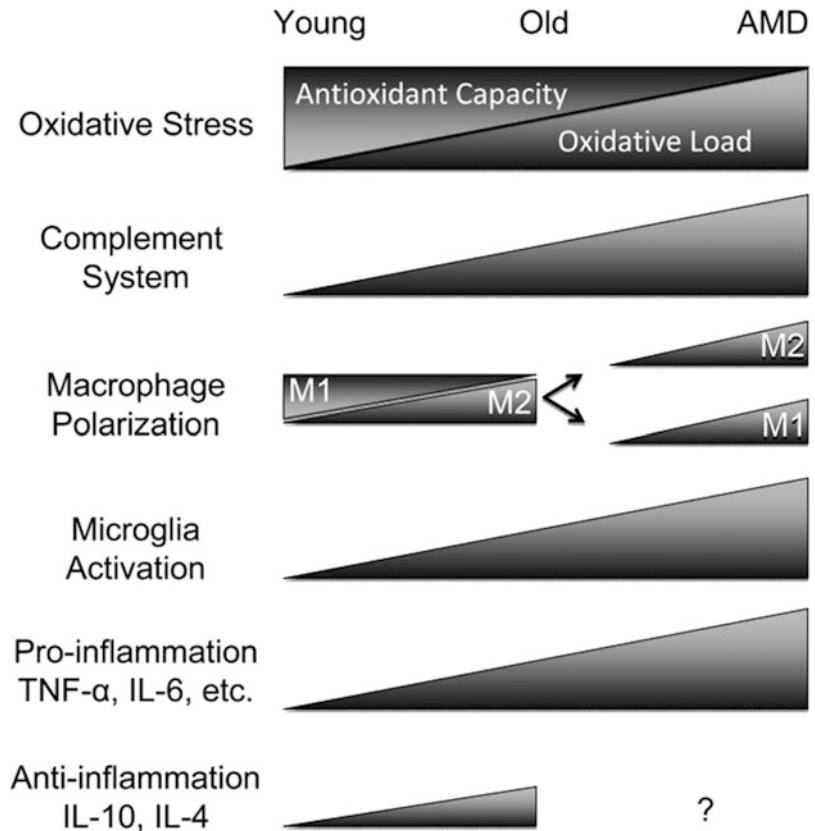 Young Old AMD
Oxidative Stress
Antioxidant Capacity
Oxidative Load
Complement
System
Macrophage
Polarization
M1
M2
M2
M1
Microglia
Activation
Pro-inflammation
TNF-α, IL-6, etc.
Anti-inflammation
IL-10, IL-4
?